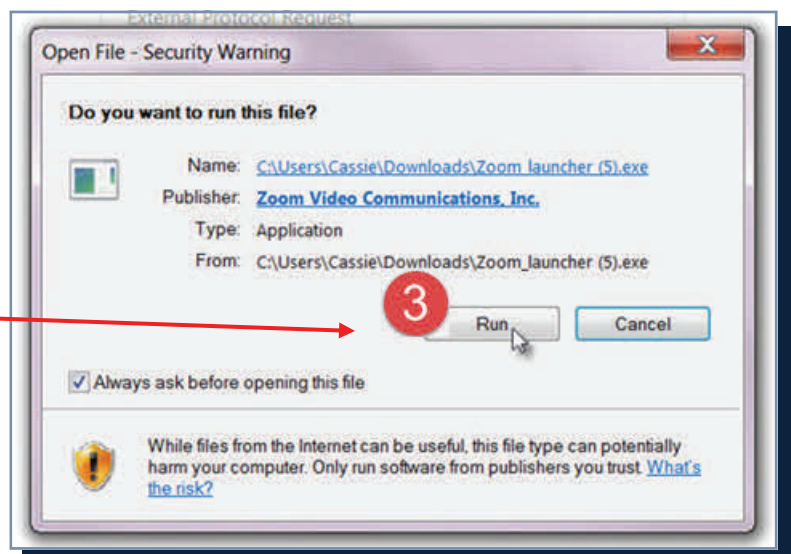 External Protocol Request
Open File - Security Warning
Do you want to run this file?
Name: C:\Users\Cassie\Downloads\Zoom_launcher (5).exe
Publisher: Zoom Video Communications, Inc.
Type: Application
From: C:\Users\Cassie\Downloads\Zoom_launcher (5).exe
3
Run Cancel
Always ask before opening this file
While files from the Internet can be useful, this file type can potentially
harm your computer. Only run software from publishers you trust. What's
the risk?